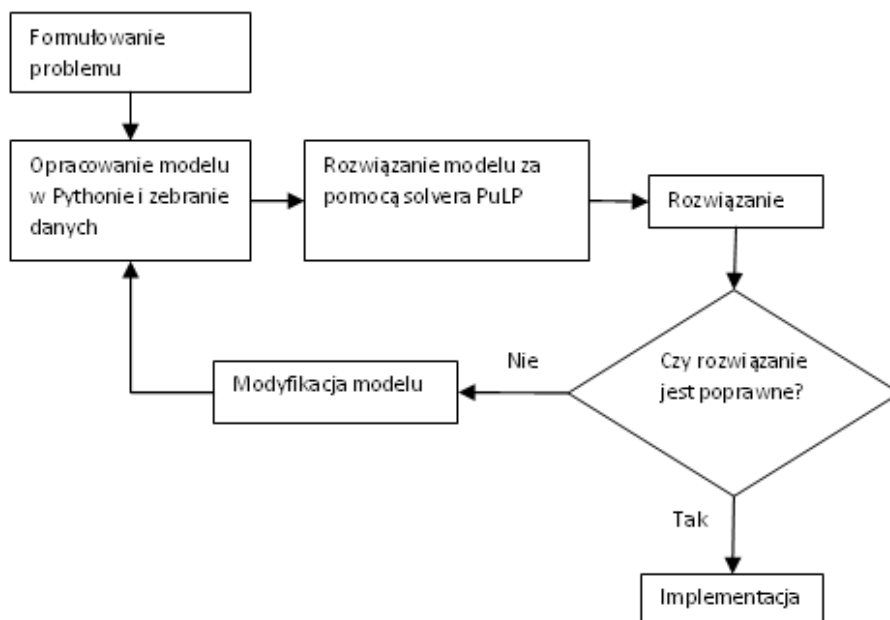 Formułowanie
problemu
Opracowanie modelu
w Pythonie i zebranie
danych
Rozwiązanie modelu za
pomocą solvera PuLP
Rozwiązanie
Czy rozwiązanie
jest poprawne?
Nie
Modyfikacja modelu
Tak
Implementacja